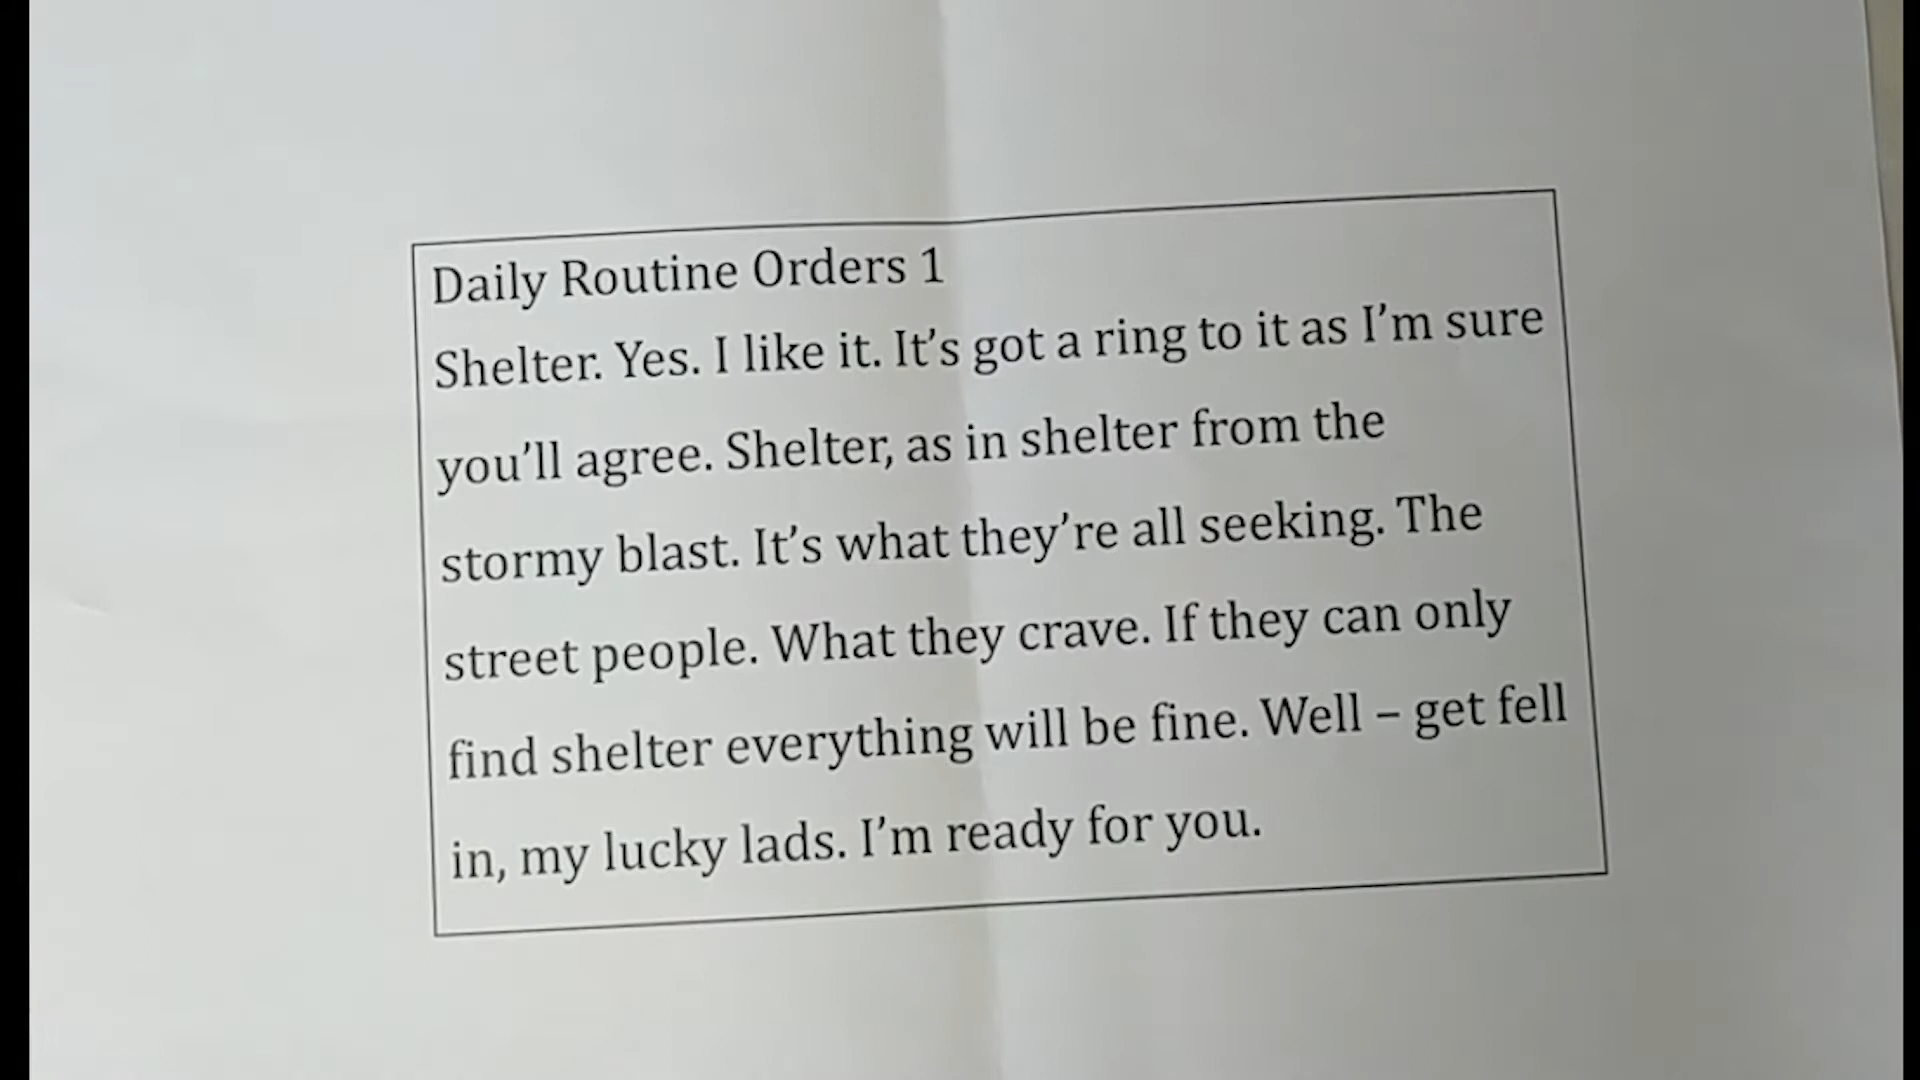 Daily Routine Orders 1
Shelter. Yes. I like it. It’s got a ring to it as I’m sure
you’ll agree. Shelter, as in shelter from the
stormy blast. It’s what they’re all seeking. The
street people. What they crave. If they can only
find shelter everything will be fine. Well – get fell
in, my lucky lads. I’m ready for you.